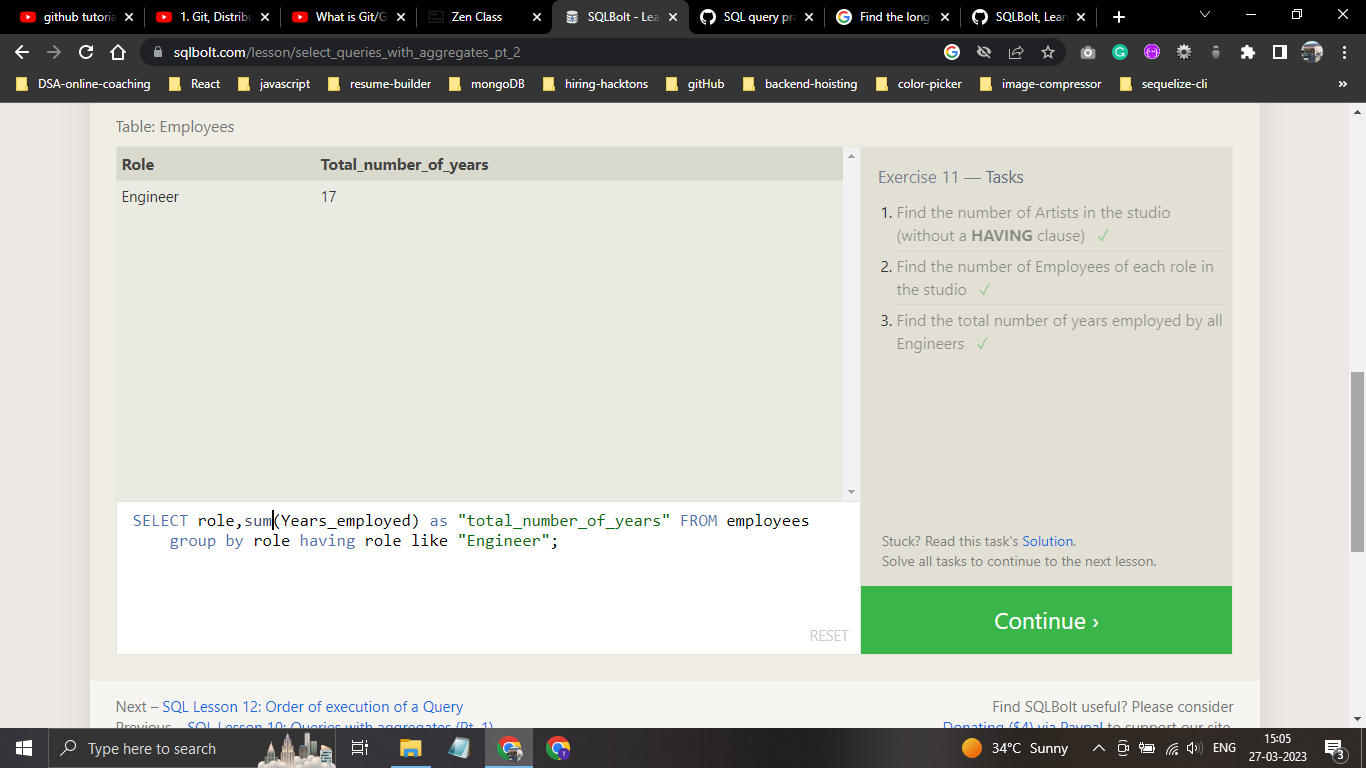 github tutoria
1. Git, Distribu
What is Git/G
Zen Class
SQLBolt - Lea
SQL query pra
Find the long
SQLBolt, Lear
sqlbolt.com/lesson/select_queries_with_aggregates_pt_2
DSA-online-coaching React javascript resume-builder mongoDB hiring-hacktons gitHub backend-hoisting color-picker image-compressor sequelize-cli »
Table: Employees
Role Total_number_of_years
Engineer 17
Exercise 11 — Tasks
1. Find the number of Artists in the studio
(without a HAVING clause) ✓
2. Find the number of Employees of each role in
the studio ✓
3. Find the total number of years employed by all
Engineers ✓
SELECT role,sum(Years_employed) as "total_number_of_years" FROM employees
group by role having role like "Engineer";
RESET
Stuck? Read this task's Solution.
Solve all tasks to continue to the next lesson.
Continue ›
Next – SQL Lesson 12: Order of execution of a Query
Previous – SQL Lesson 10: Queries with aggregates (Pt. 1)
Find SQLBolt useful? Please consider
Donating ($4) via Paypal to support our site.
Type here to search
34°C Sunny
ENG
15:05
27-03-2023
3